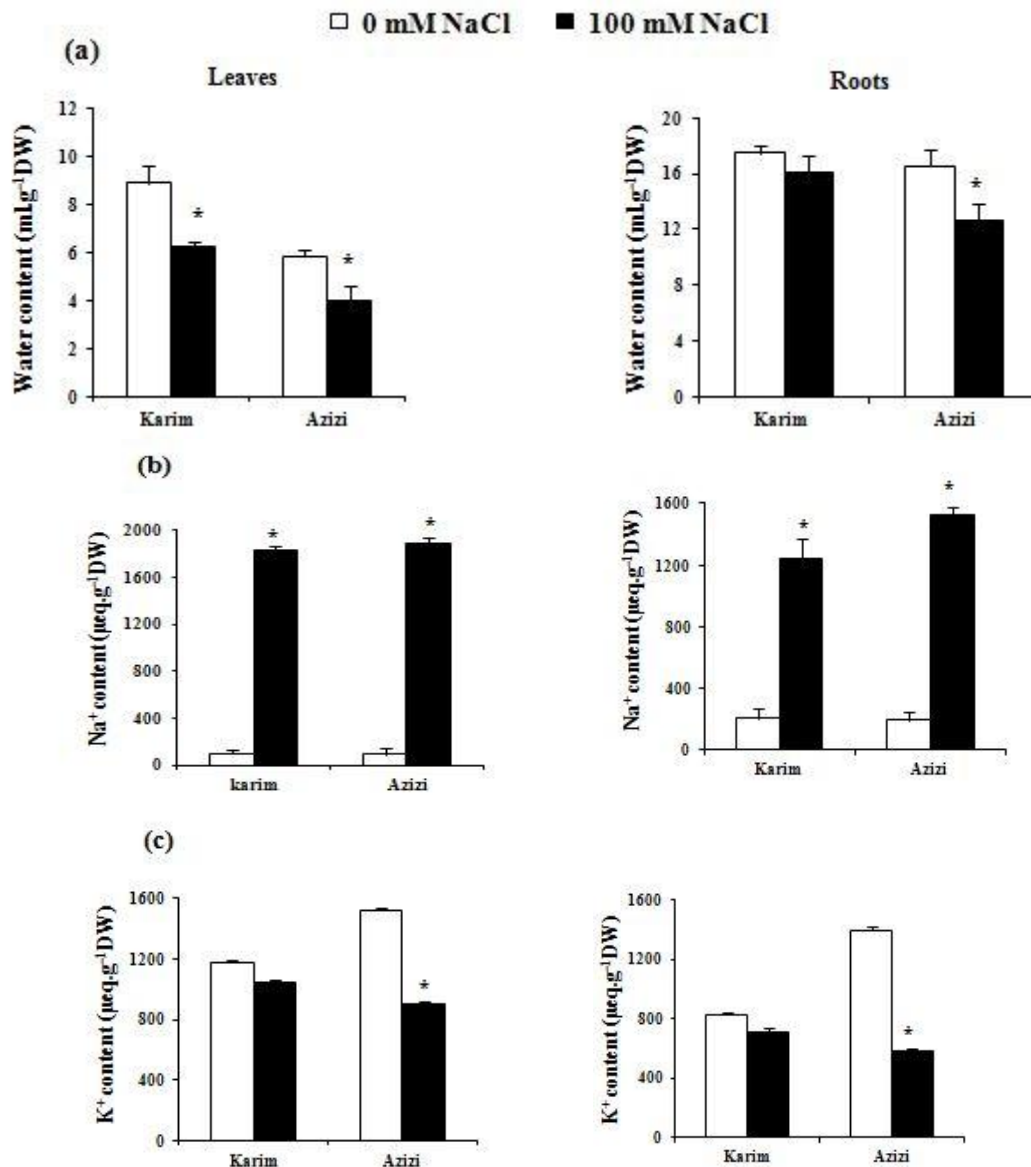 0 mM NaCl 100 mM NaCl
(a)
Leaves
Water content (mLg⁻¹DW)
12
10
8
6
4
2
0
*
*
Karim Azizi
Roots
Water content (mLg⁻¹DW)
20
16
12
8
4
0
*
Karim Azizi
(b)
Na⁺ content (µeq.g⁻¹DW)
2000
1600
1200
800
400
0
*
*
karim Azizi
Na⁺ content (µeq.g⁻¹DW)
1600
1200
800
400
0
*
*
Karim Azizi
(c)
K⁺ content (µeq.g⁻¹DW)
1600
1200
800
400
0
*
Karim Azizi
K⁺ content (µeq.g⁻¹DW)
1600
1200
800
400
0
*
Karim Azizi